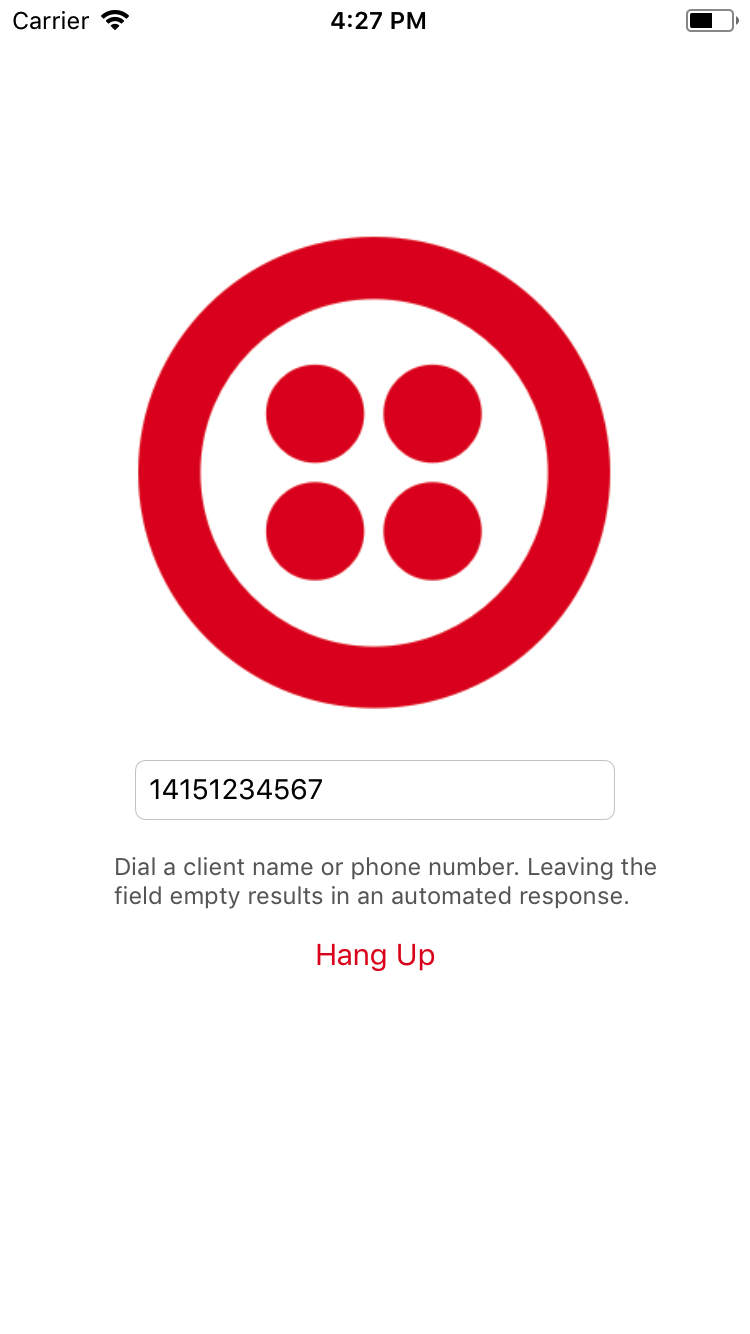 Carrier 4:27 PM
14151234567
Dial a client name or phone number. Leaving the
field empty results in an automated response.
Hang Up